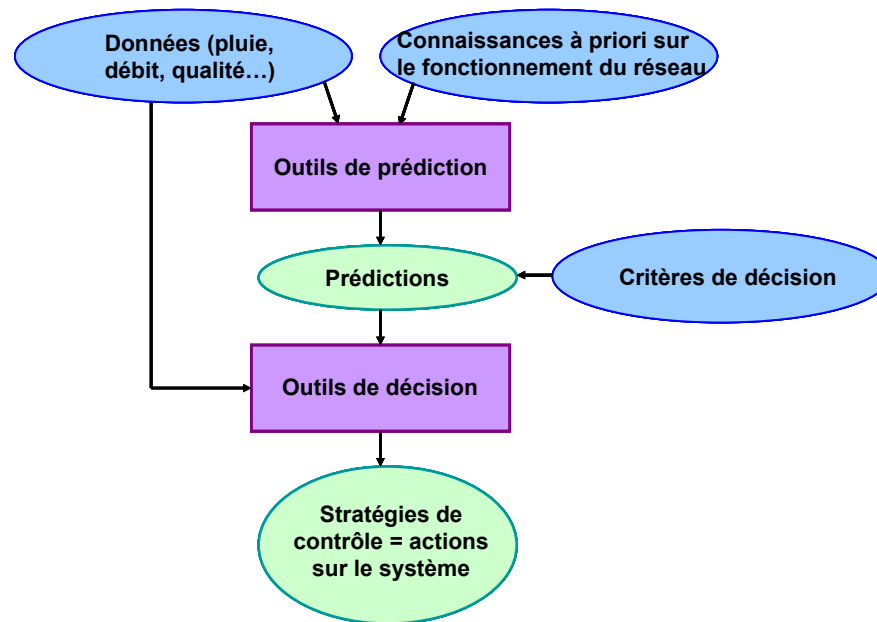 Données (pluie,
débit, qualité…)
Connaissances à priori sur
le fonctionnement du réseau
Outils de prédiction
Prédictions
Critères de décision
Outils de décision
Stratégies de
contrôle = actions
sur le système